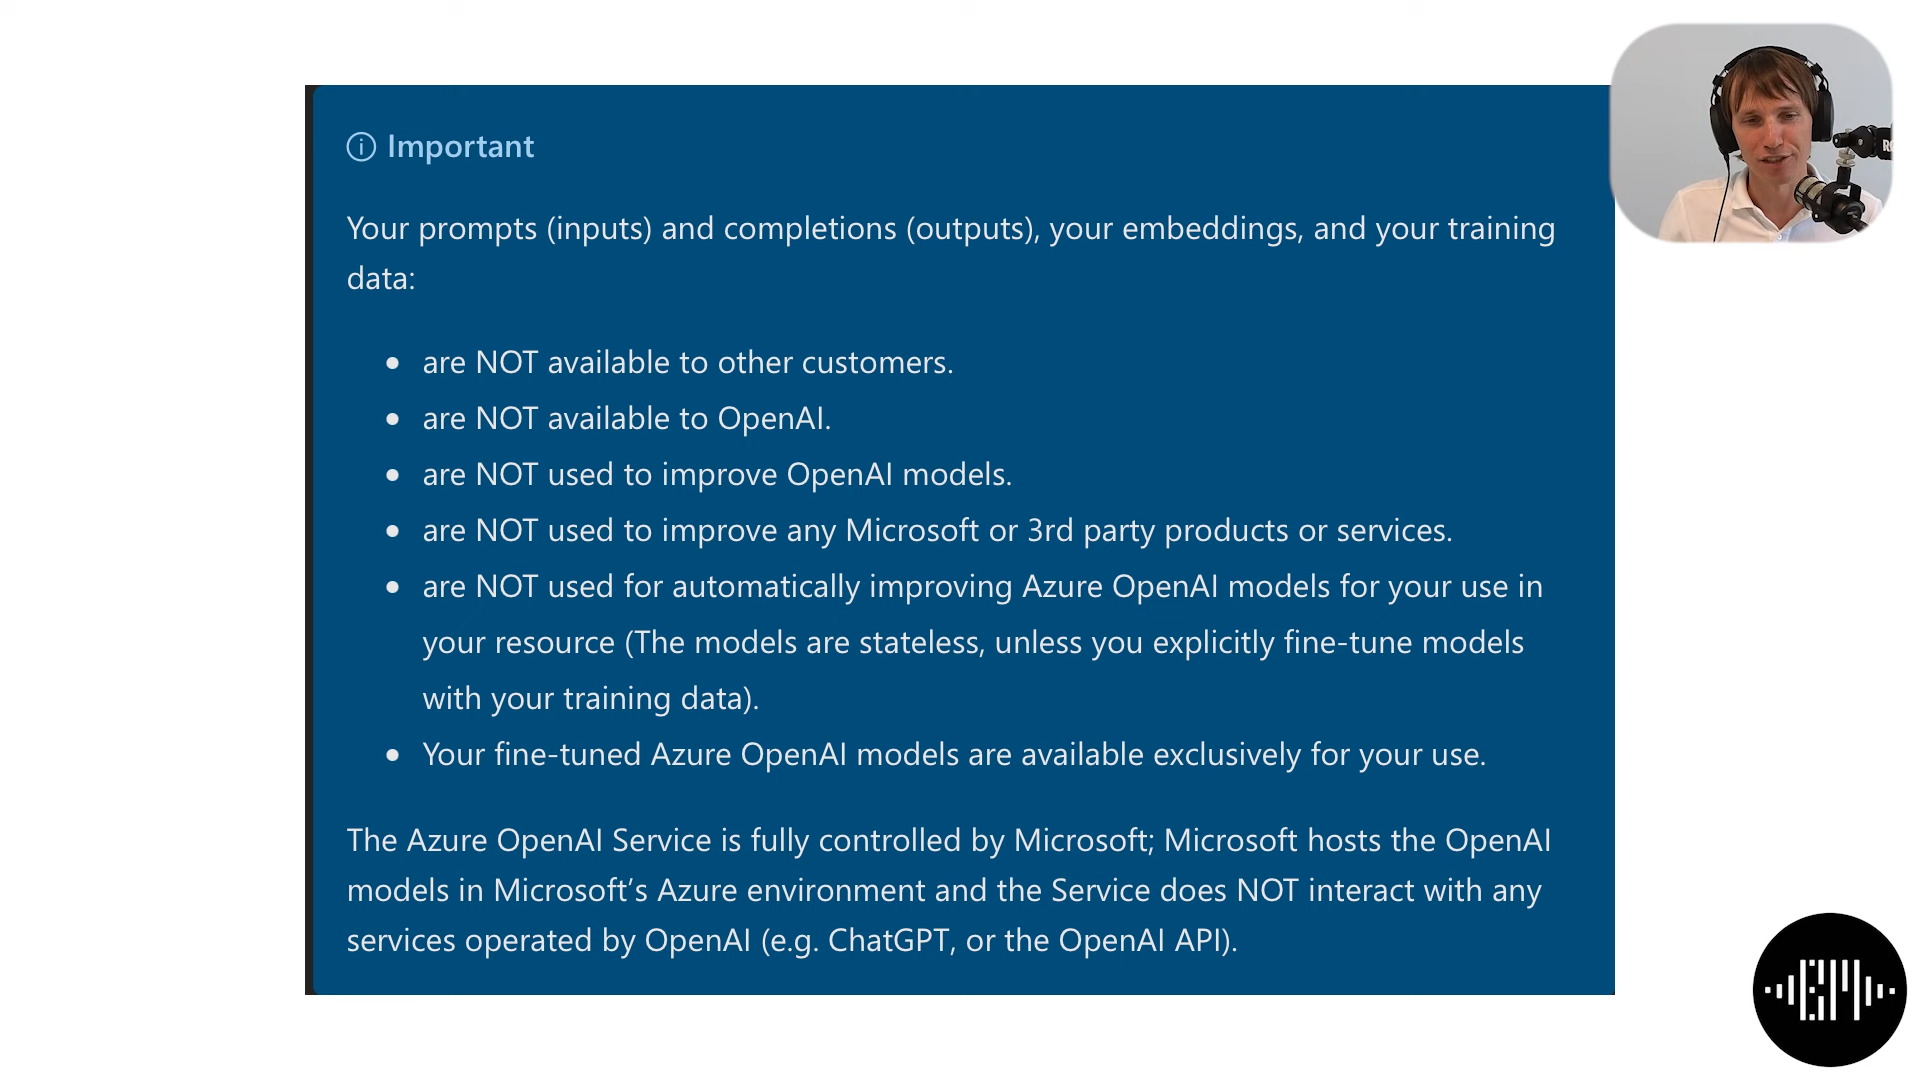 Important
Your prompts (inputs) and completions (outputs), your embeddings, and your training
data:
• are NOT available to other customers.
• are NOT available to OpenAI.
• are NOT used to improve OpenAI models.
• are NOT used to improve any Microsoft or 3rd party products or services.
• are NOT used for automatically improving Azure OpenAI models for your use in
your resource (The models are stateless, unless you explicitly fine-tune models
with your training data).
• Your fine-tuned Azure OpenAI models are available exclusively for your use.
The Azure OpenAI Service is fully controlled by Microsoft; Microsoft hosts the OpenAI
models in Microsoft’s Azure environment and the Service does NOT interact with any
services operated by OpenAI (e.g. ChatGPT, or the OpenAI API).